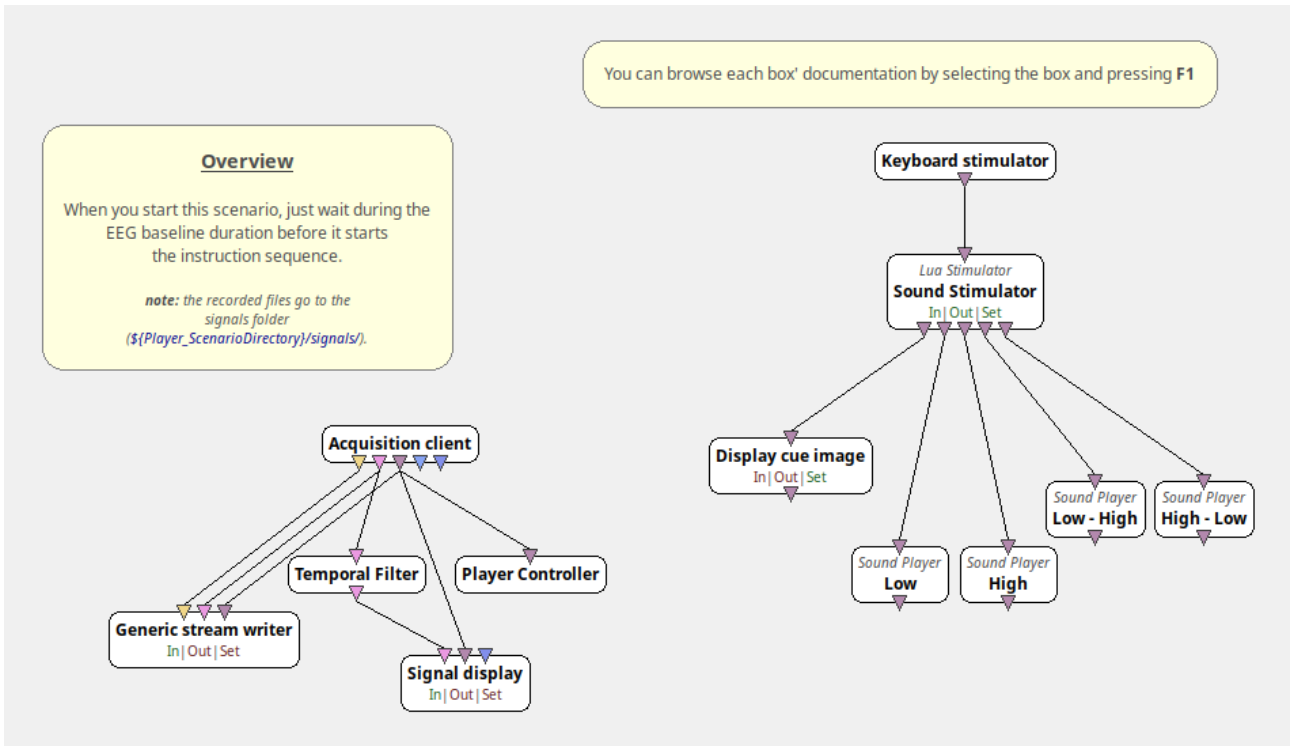 You can browse each box' documentation by selecting the box and pressing F1
Overview
When you start this scenario, just wait during the
EEG baseline duration before it starts
the instruction sequence.
note: the recorded files go to the
signals folder
(${Player_ScenarioDirectory}/signals/).
Keyboard stimulator
Lua Stimulator
Sound Stimulator
In|Out|Set
Acquisition client
Display cue image
In|Out|Set
Sound Player
Low - High
Sound Player
High - Low
Sound Player
Low
Sound Player
High
Temporal Filter
Player Controller
Generic stream writer
In|Out|Set
Signal display
In|Out|Set